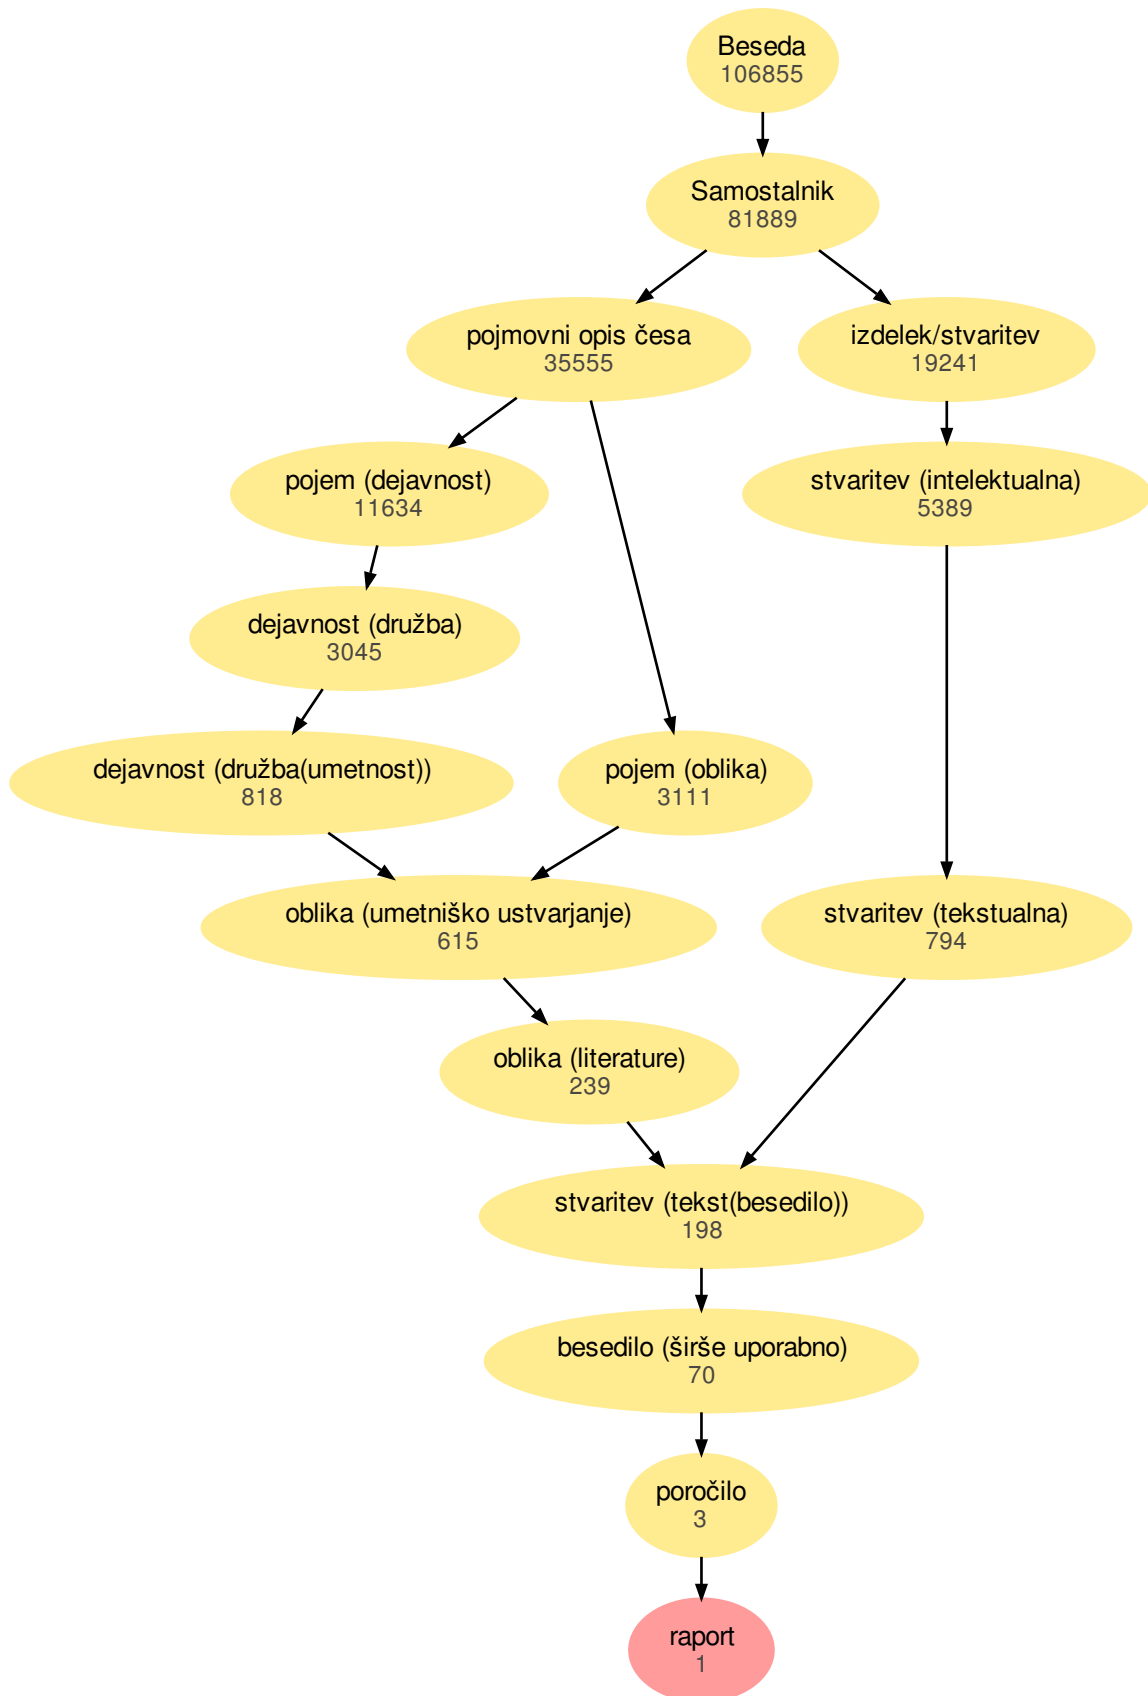 Beseda
106855
Samostalnik
81889
pojmovni opis česa
35555
izdelek/stvaritev
19241
pojem (dejavnost)
11634
stvaritev (intelektualna)
5389
dejavnost (družba)
3045
dejavnost (družba(umetnost))
818
pojem (oblika)
3111
oblika (umetniško ustvarjanje)
615
stvaritev (tekstualna)
794
oblika (literature)
239
stvaritev (tekst(besedilo))
198
besedilo (širše uporabno)
70
poročilo
3
raport
1